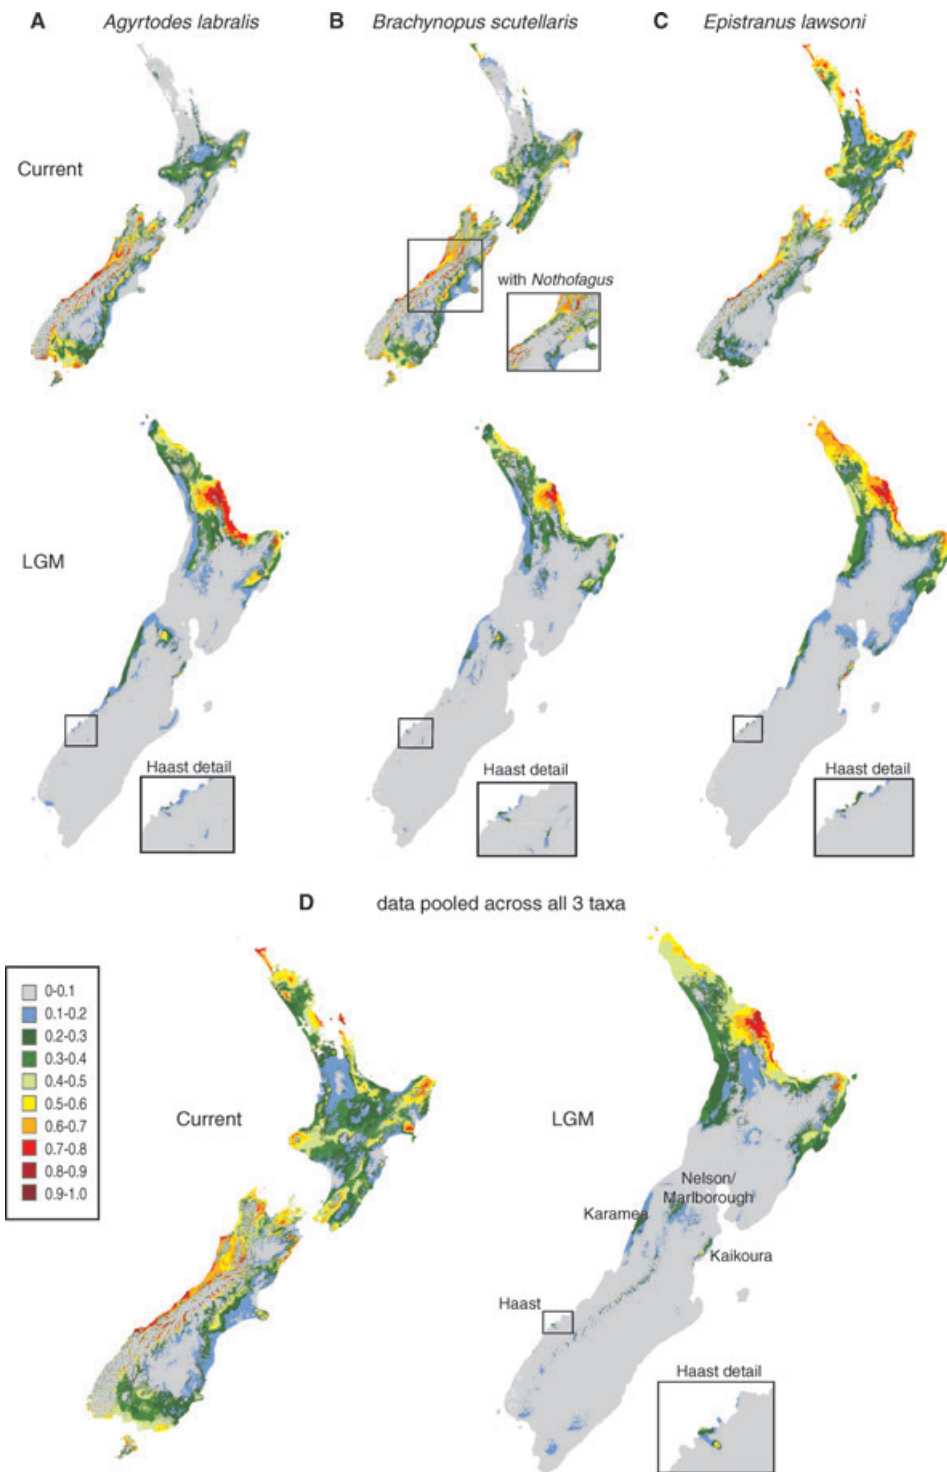 A Agyrtodes labralis B Brachynopus scutellaris C Epistranus lawsoni
Current
with Nothofagus
LGM
Haast detail Haast detail Haast detail
D data pooled across all 3 taxa
0-0.1
0.1-0.2
0.2-0.3
0.3-0.4
0.4-0.5
0.5-0.6
0.6-0.7
0.7-0.8
0.8-0.9
0.9-1.0
Current
LGM
Nelson/
Marlborough
Karamea
Kaikoura
Haast
Haast detail